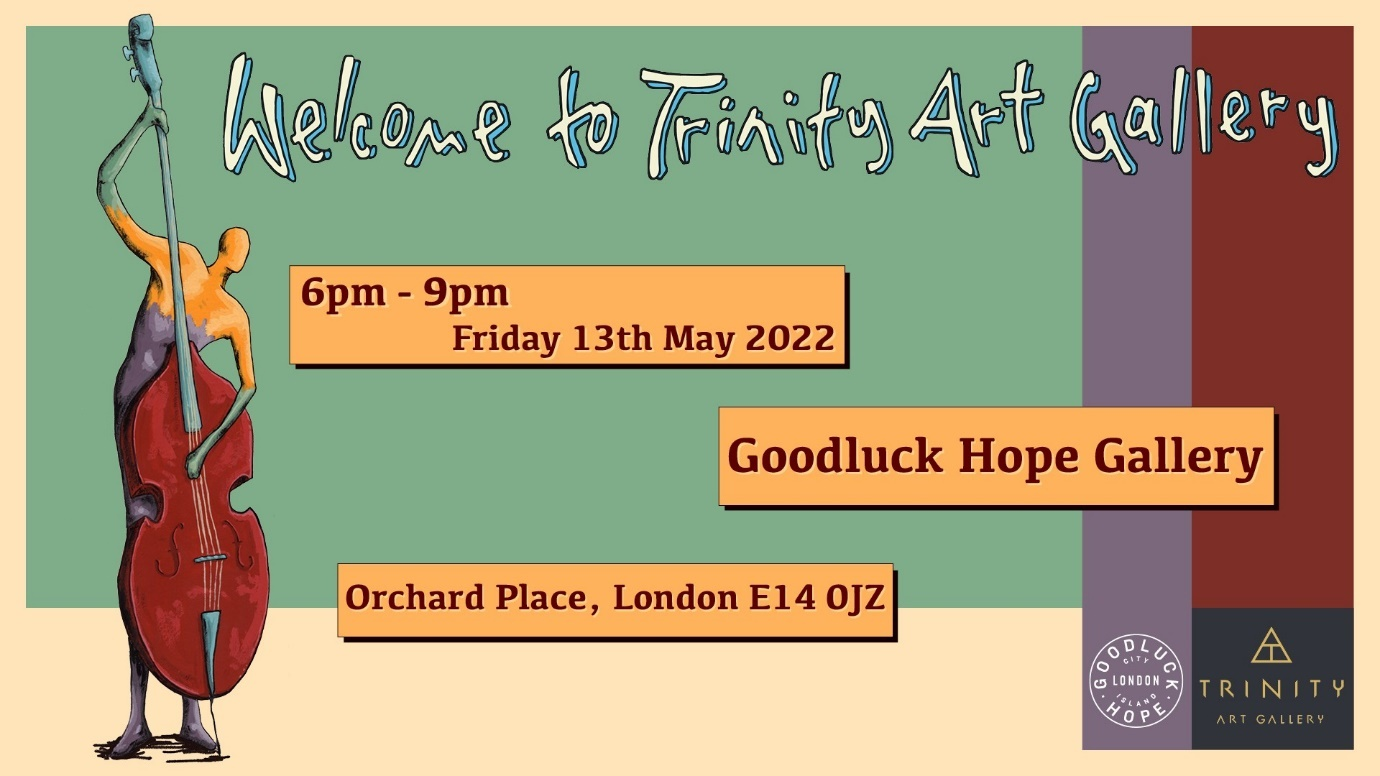 Welcome to Trinity Art Gallery
6pm - 9pm
Friday 13th May 2022
Goodluck Hope Gallery
Orchard Place, London E14 0JZ
GOODLUCK
CITY
LONDON
ISLAND
HOPE
TRINITY
ART GALLERY